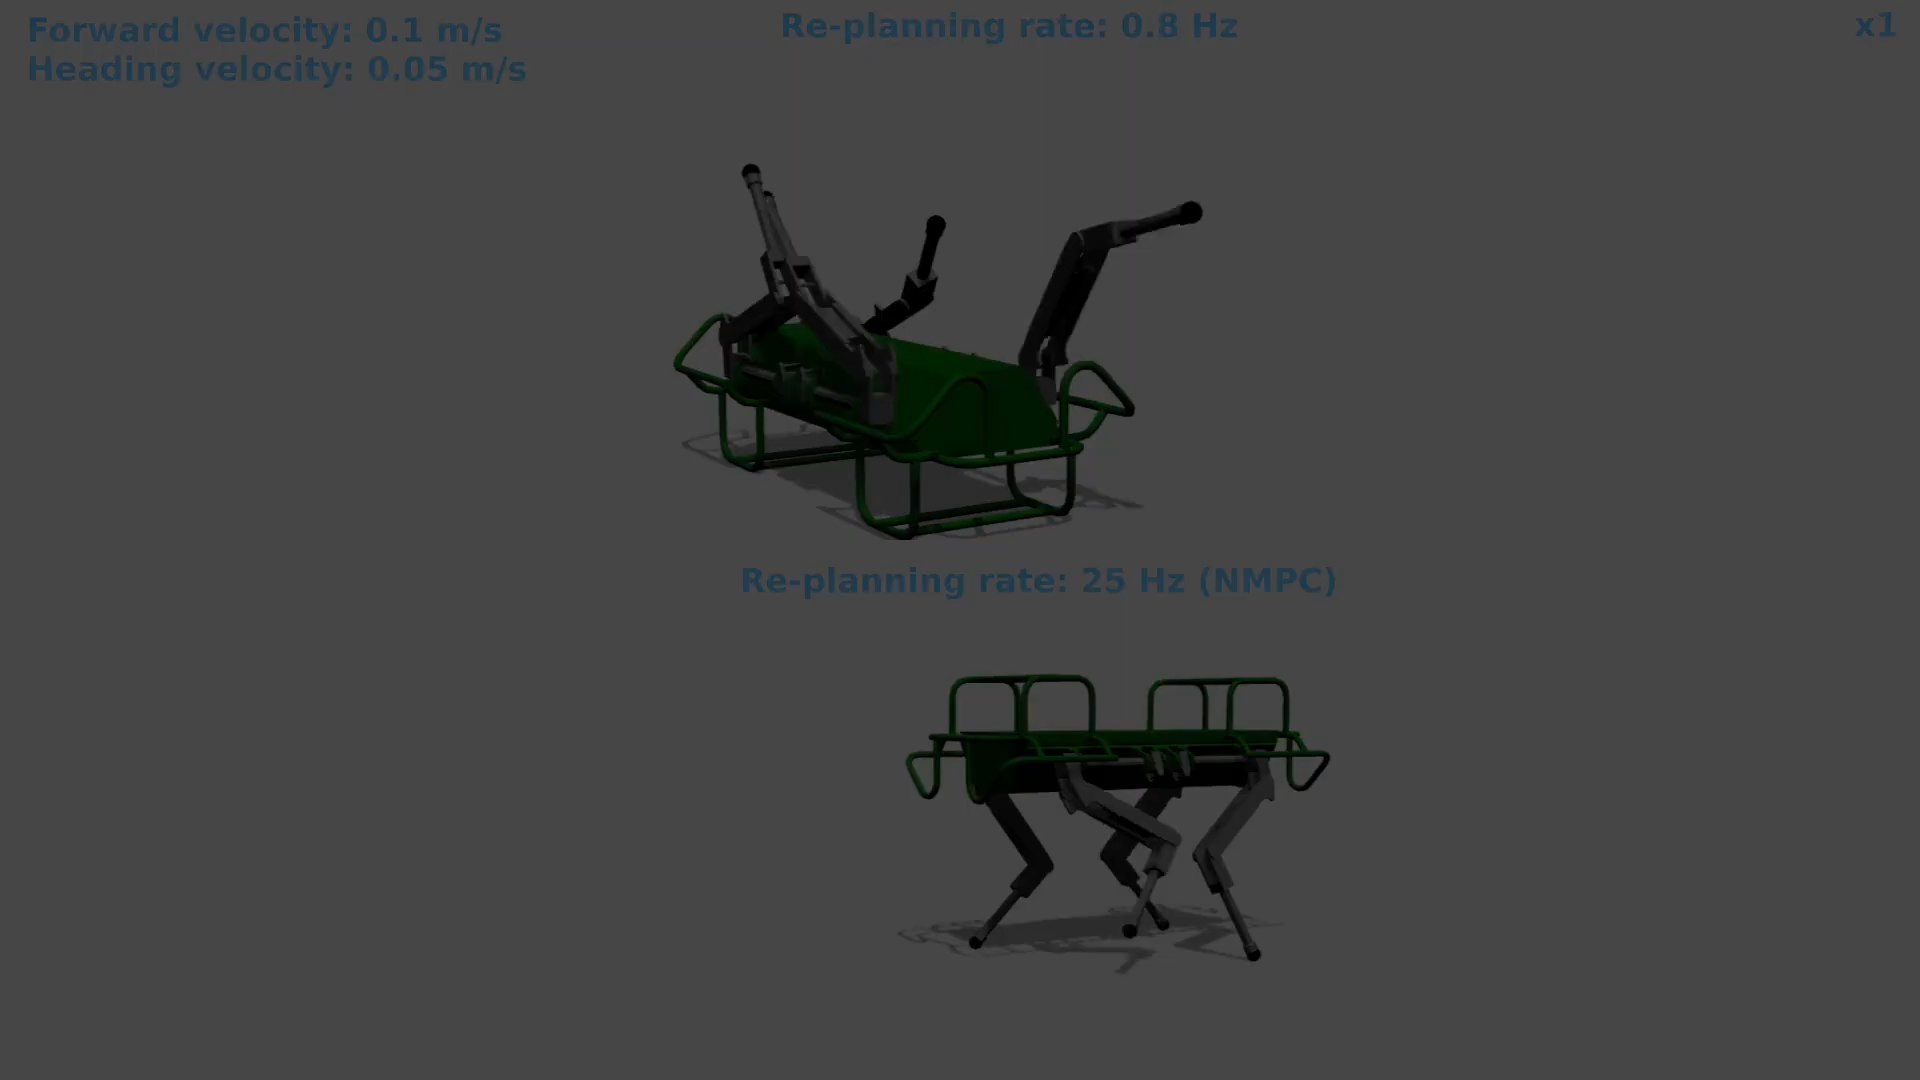 Forward velocity: 0.1 m/s
Heading velocity: 0.05 m/s
Re-planning rate: 0.8 Hz
x1
Re-planning rate: 25 Hz (NMPC)